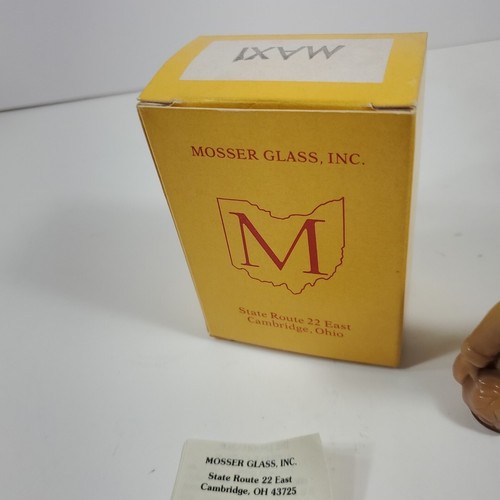 MAXI
MOSSER GLASS, INC.
M
State Route 22 East
Cambridge, Ohio
MOSSER GLASS, INC.
State Route 22 East
Cambridge, OH 43725